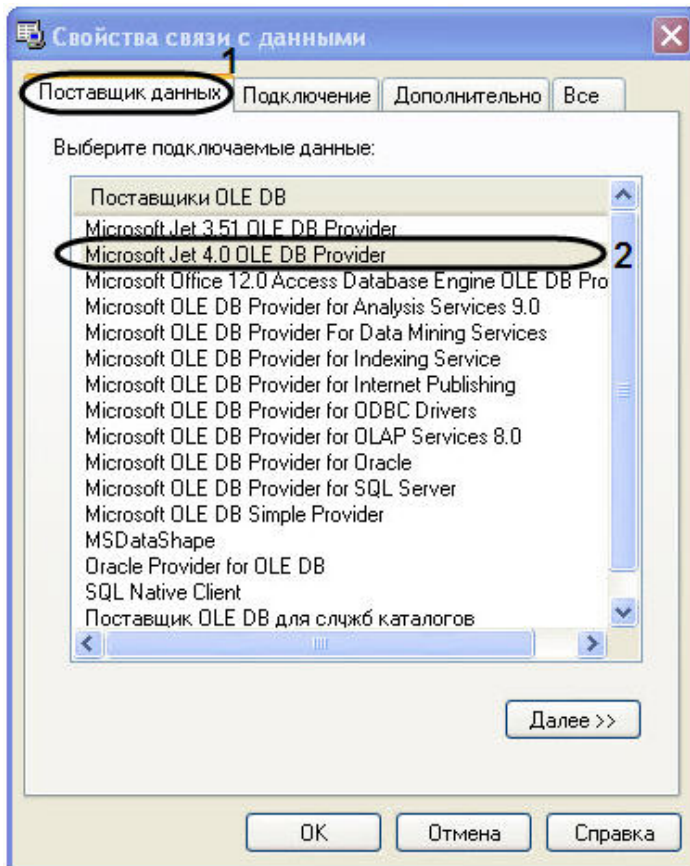 Свойства связи с данными
1
Поставщик данных Подключение Дополнительно Все
Выберите подключаемые данные:
Поставщики OLE DB
Microsoft Jet 3.51 OLE DB Provider
Microsoft Jet 4.0 OLE DB Provider
2
Microsoft Office 12.0 Access Database Engine OLE DB Pro
Microsoft OLE DB Provider for Analysis Services 9.0
Microsoft OLE DB Provider For Data Mining Services
Microsoft OLE DB Provider for Indexing Service
Microsoft OLE DB Provider for Internet Publishing
Microsoft OLE DB Provider for ODBC Drivers
Microsoft OLE DB Provider for OLAP Services 8.0
Microsoft OLE DB Provider for Oracle
Microsoft OLE DB Provider for SQL Server
Microsoft OLE DB Simple Provider
MSDataShape
Oracle Provider for OLE DB
SQL Native Client
Поставщик OLE DB для служб каталогов
Далее >>
OK Отмена Справка